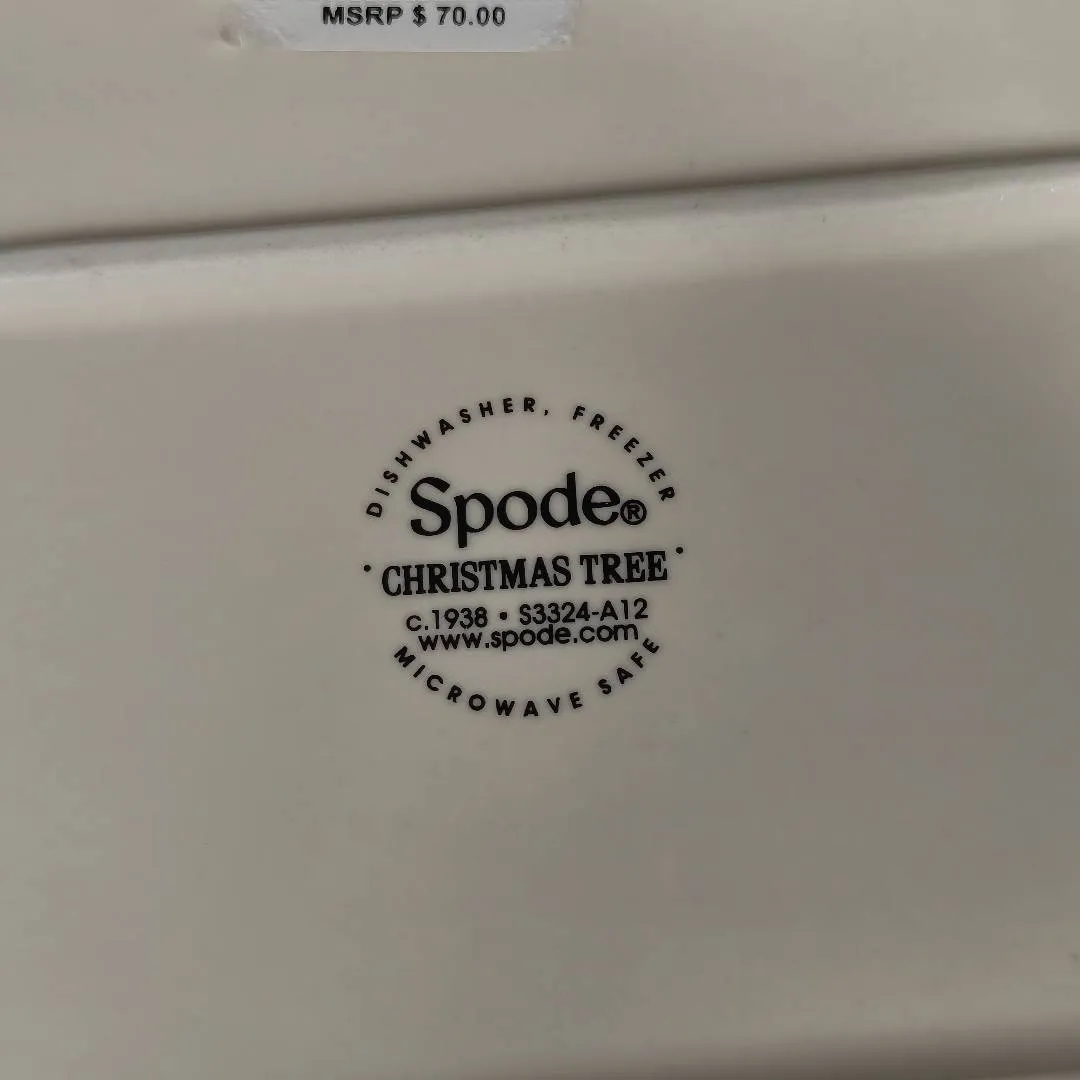 MSRP $ 70.00
DISHWASHER, FREEZER
Spode®
· CHRISTMAS TREE ·
c.1938 • S3324-A12
www.spode.com
MICROWAVE SAFE